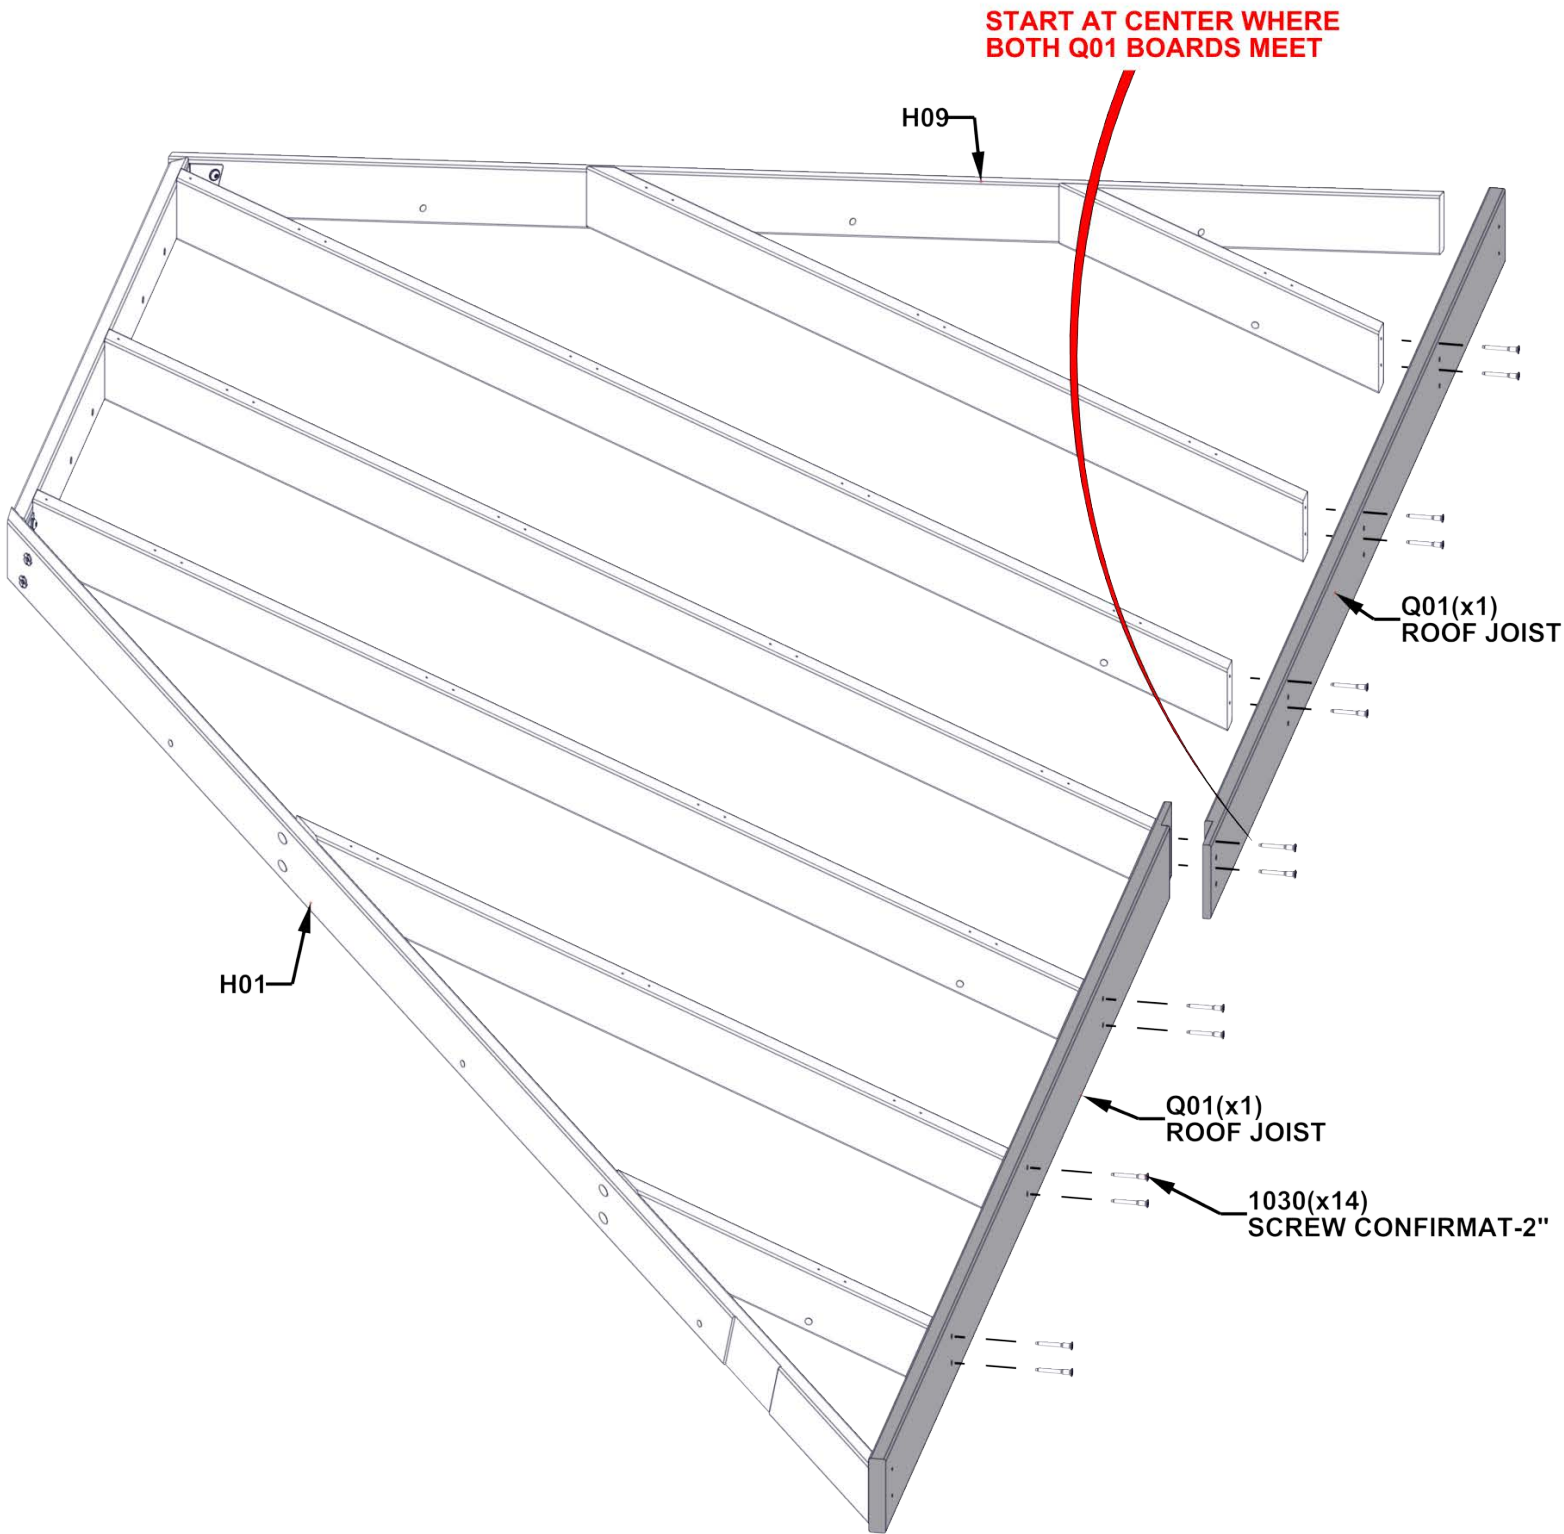 START AT CENTER WHERE
BOTH Q01 BOARDS MEET
H09
Q01(x1)
ROOF JOIST
H01
Q01(x1)
ROOF JOIST
1030(x14)
SCREW CONFIRMAT-2"